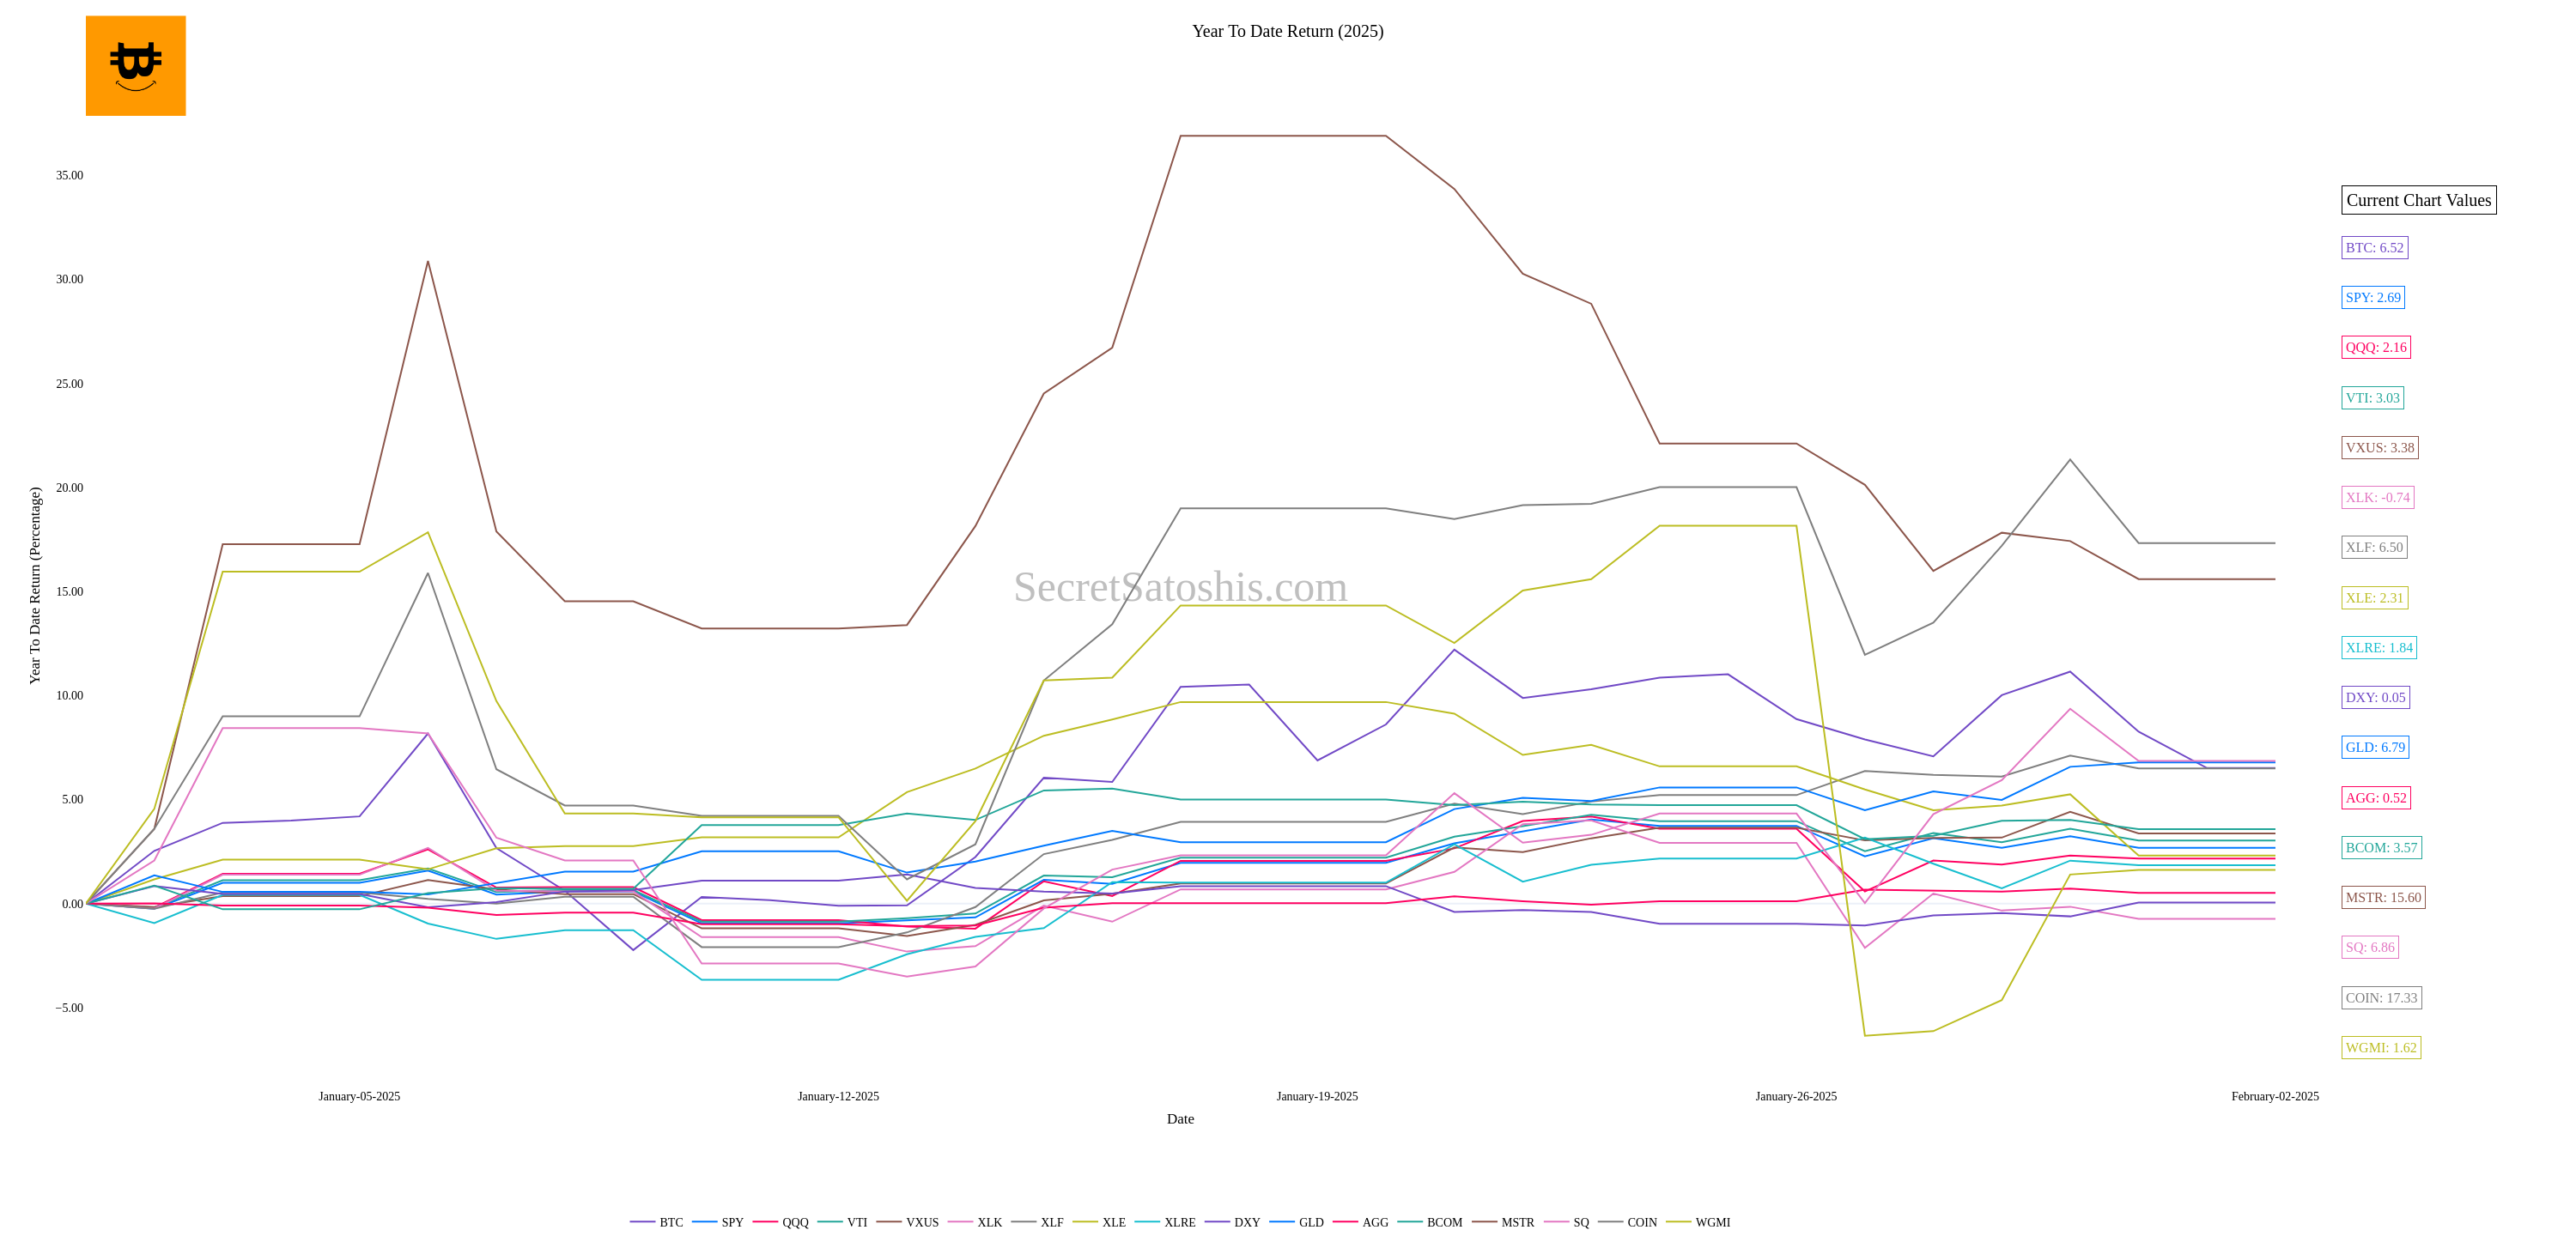 Year To Date Return (2025)
35.00
30.00
25.00
20.00
15.00
10.00
5.00
0.00
−5.00
Year To Date Return (Percentage)
SecretSatoshis.com
Current Chart Values
BTC: 6.52
SPY: 2.69
QQQ: 2.16
VTI: 3.03
VXUS: 3.38
XLK: -0.74
XLF: 6.50
XLE: 2.31
XLRE: 1.84
DXY: 0.05
GLD: 6.79
AGG: 0.52
BCOM: 3.57
MSTR: 15.60
SQ: 6.86
COIN: 17.33
WGMI: 1.62
January-05-2025 January-12-2025 January-19-2025 January-26-2025 February-02-2025
Date
BTC SPY QQQ VTI VXUS XLK XLF XLE XLRE DXY GLD AGG BCOM MSTR SQ COIN WGMI